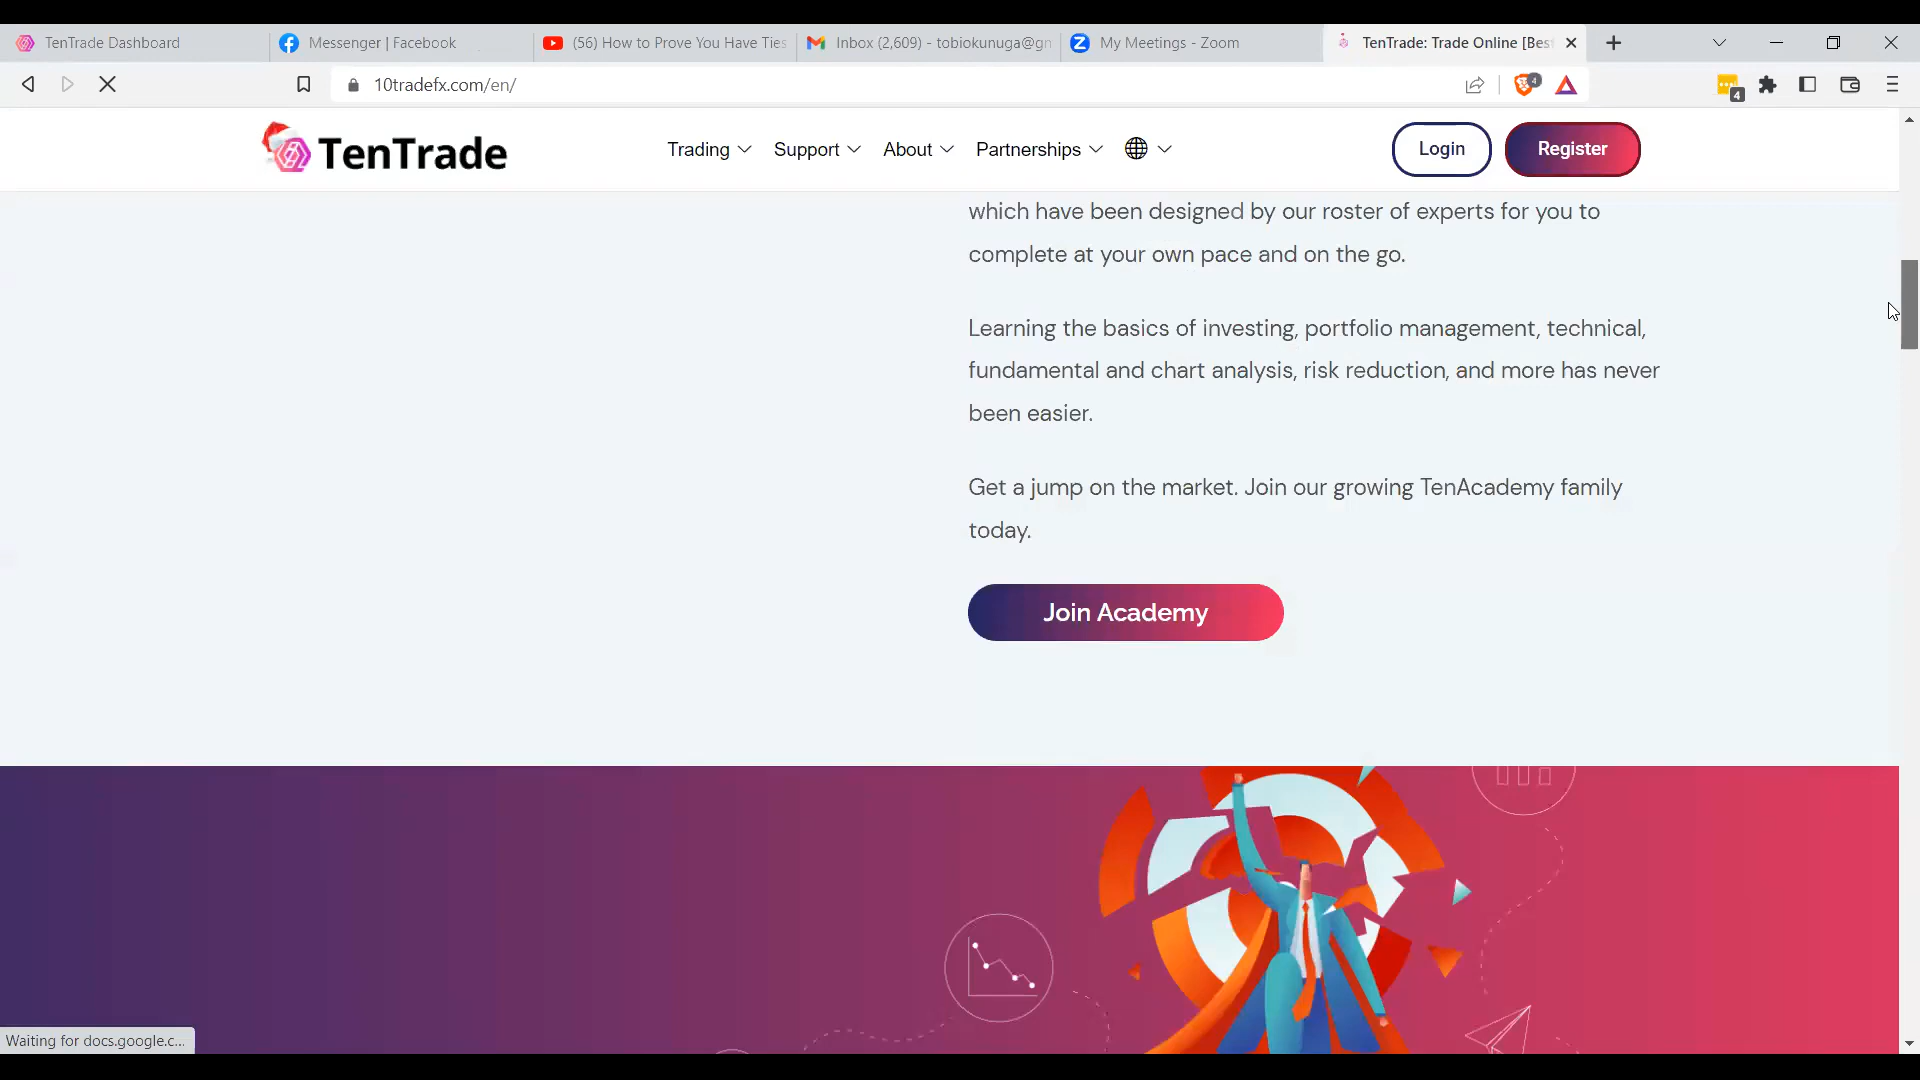 TenTrade Dashboard
Messenger | Facebook
(56) How to Prove You Have Ties
Inbox (2,609) - tobiokunuga@gm
My Meetings - Zoom
TenTrade: Trade Online [Best
10tradefx.com/en/
4
4
TenTrade
Trading
Support
About
Partnerships
Login
Register
which have been designed by our roster of experts for you to
complete at your own pace and on the go.
Learning the basics of investing, portfolio management, technical,
fundamental and chart analysis, risk reduction, and more has never
been easier.
Get a jump on the market. Join our growing TenAcademy family
today.
Join Academy
Waiting for docs.google.c...